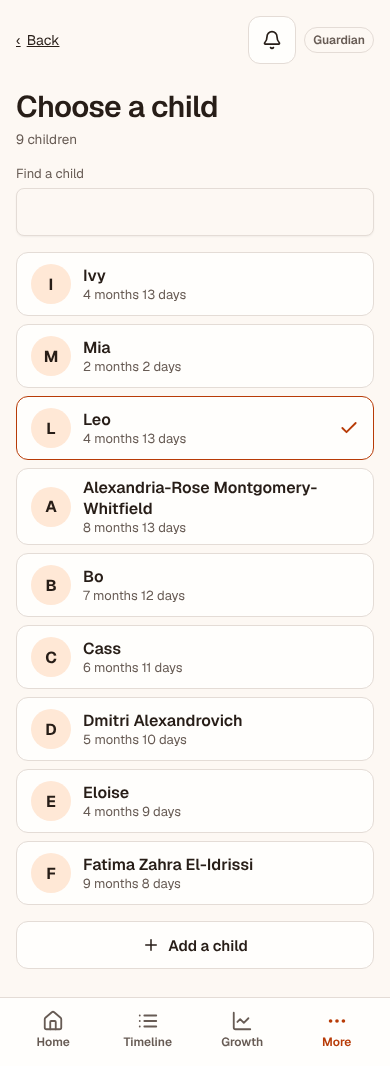 ‹ Back
Guardian
Choose a child
9 children
Find a child
I
Ivy
4 months 13 days
M
Mia
2 months 2 days
L
Leo
4 months 13 days
A
Alexandria-Rose Montgomery-
Whitfield
8 months 13 days
B
Bo
7 months 12 days
C
Cass
6 months 11 days
D
Dmitri Alexandrovich
5 months 10 days
E
Eloise
4 months 9 days
F
Fatima Zahra El-Idrissi
9 months 8 days
+ Add a child
Home
Timeline
Growth
More